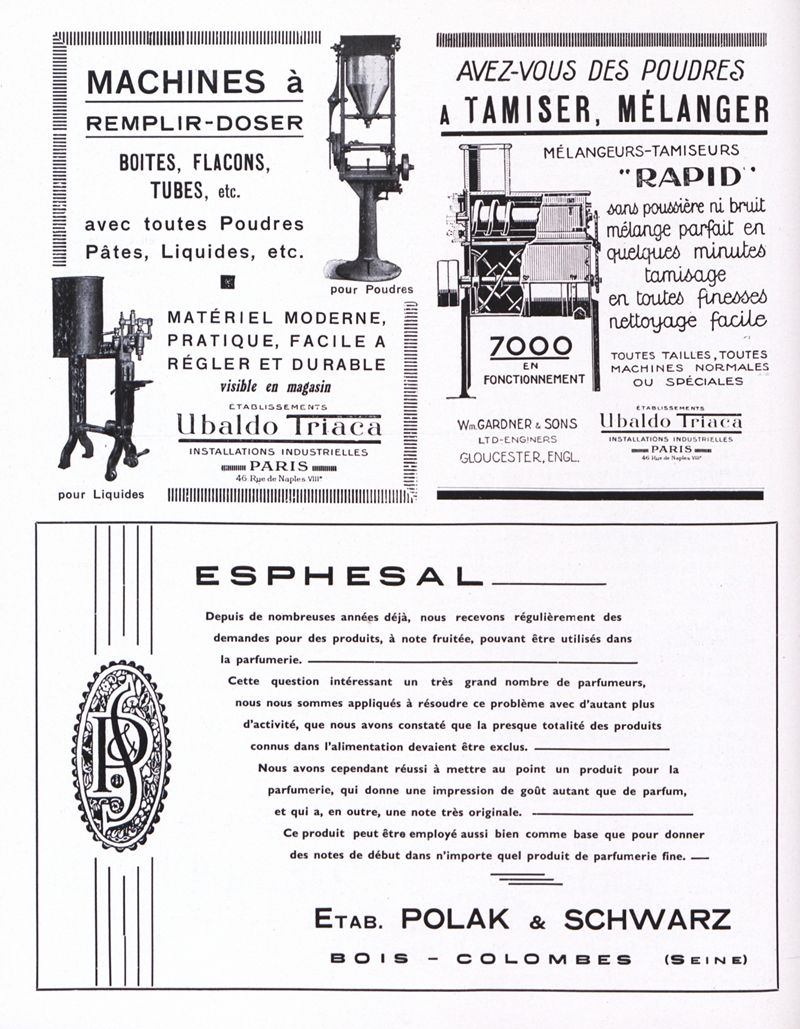 MACHINES à
REMPLIR-DOSER
BOITES, FLACONS,
TUBES, etc.
avec toutes Poudres
Pâtes, Liquides, etc.
pour Poudres
MATÉRIEL MODERNE,
PRATIQUE, FACILE A
RÉGLER ET DURABLE
visible en magasin
ÉTABLISSEMENTS
Ubaldo Triaca
INSTALLATIONS INDUSTRIELLES
PARIS
46 Rue de Naples VIIIe
pour Liquides
AVEZ-VOUS DES POUDRES
A TAMISER, MÉLANGER
MÉLANGEURS-TAMISEURS
"RAPID"
sans poussière ni bruit
mélange parfait en
quelques minutes
tamisage
en toutes finesses
nettoyage facile
7000
EN
FONCTIONNEMENT
TOUTES TAILLES, TOUTES
MACHINES NORMALES
OU SPÉCIALES
Wm. GARDNER & SONS
LTD-ENGINERS
GLOUCESTER, ENGL.
ÉTABLISSEMENTS
Ubaldo Triaca
INSTALLATIONS INDUSTRIELLES
PARIS
46 Rue de Naples VIIIe
ESPHESAL
Depuis de nombreuses années déjà, nous recevons régulièrement des
demandes pour des produits, à note fruitée, pouvant être utilisés dans
la parfumerie.
Cette question intéressant un très grand nombre de parfumeurs,
nous nous sommes appliqués à résoudre ce problème avec d'autant plus
d'activité, que nous avons constaté que la presque totalité des produits
connus dans l'alimentation devaient être exclus.
Nous avons cependant réussi à mettre au point un produit pour la
parfumerie, qui donne une impression de goût autant que de parfum,
et qui a, en outre, une note très originale.
Ce produit peut être employé aussi bien comme base que pour donner
des notes de début dans n'importe quel produit de parfumerie fine.
P&S
ETAB. POLAK & SCHWARZ
BOIS - COLOMBES (SEINE)